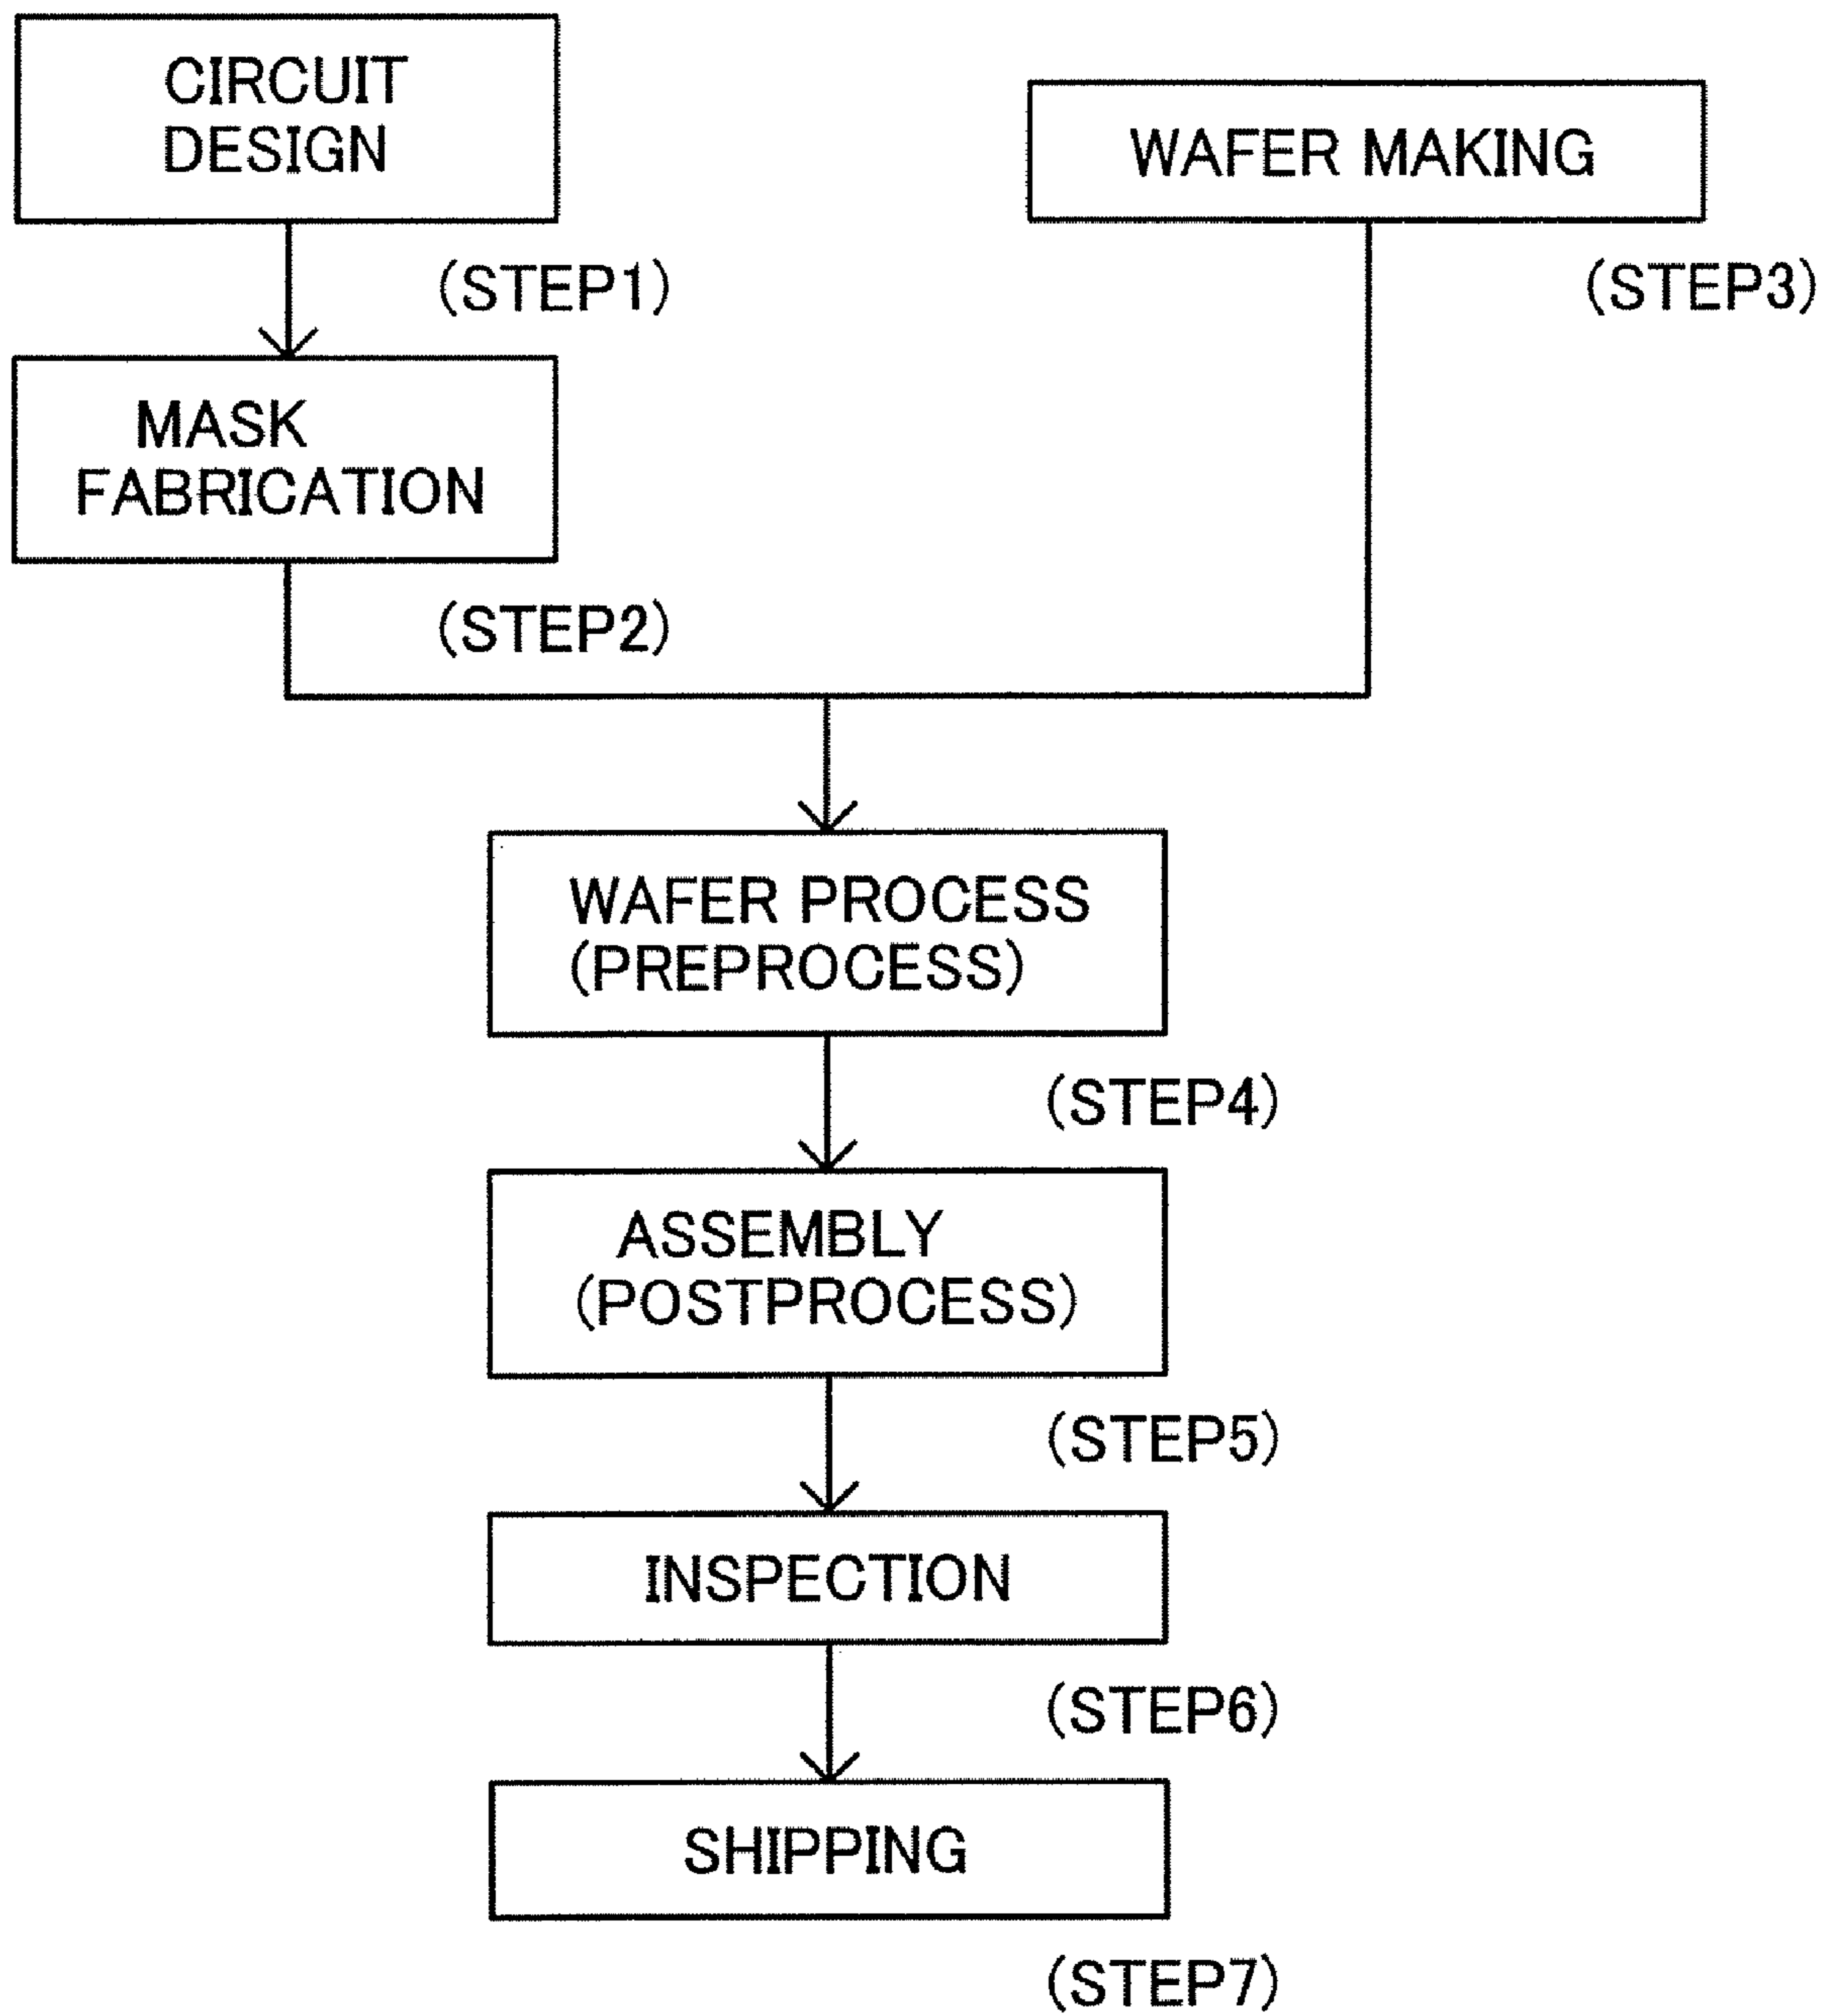 CIRCUIT
DESIGN
(STEP1)
MASK
FABRICATION
(STEP2)
WAFER MAKING
(STEP3)
WAFER PROCESS
(PREPROCESS)
(STEP4)
ASSEMBLY
(POSTPROCESS)
(STEP5)
INSPECTION
(STEP6)
SHIPPING
(STEP7)